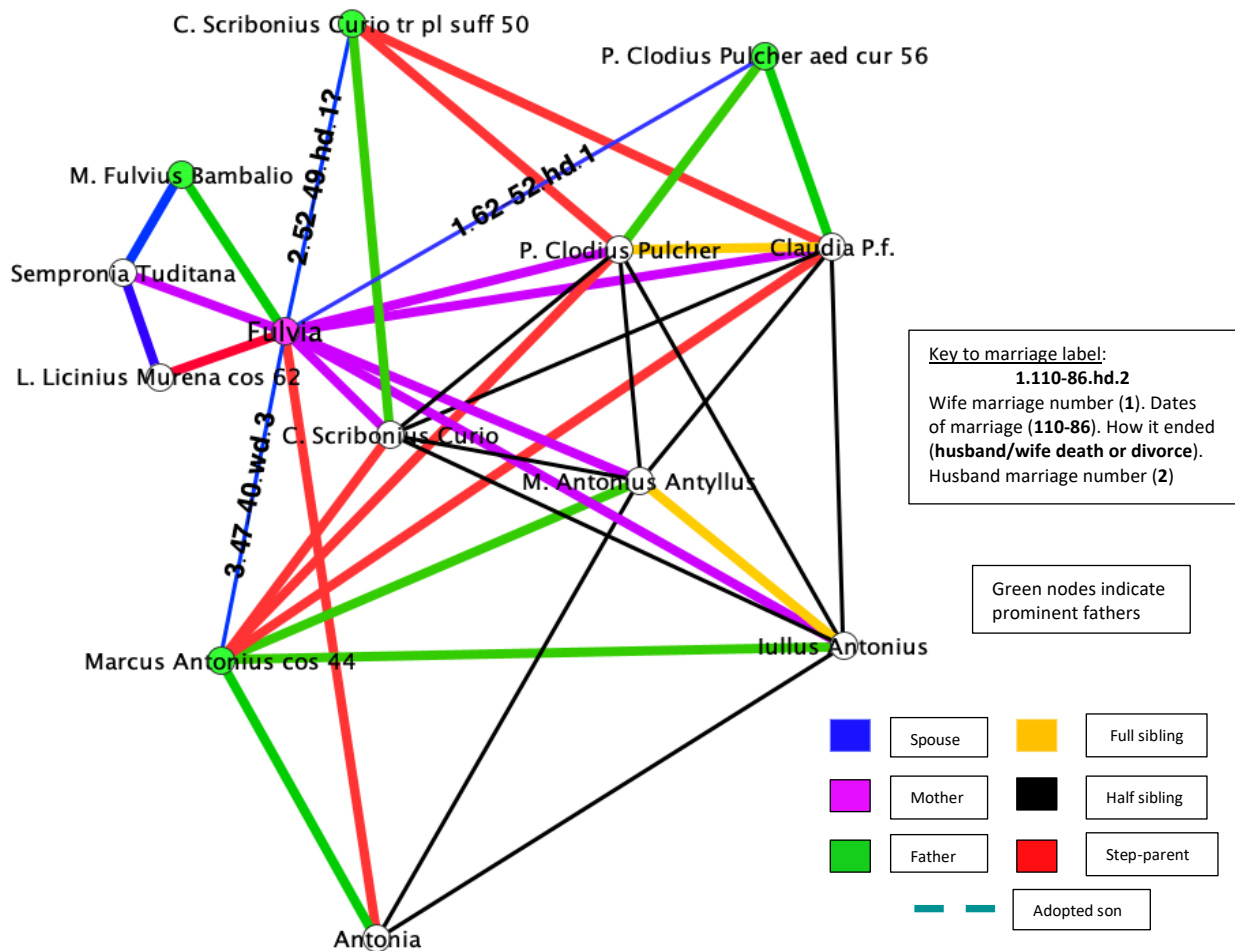 C. Scribonius Curio tr pl suff 50
P. Clodius Pulcher aed cur 56
2.52 49.hd.1?
1.62 52.hd.1
M. Fulvius Bambalio
P. Clodius Pulcher
Claudia P.f.
Sempronia Tuditana
Fulvia
L. Licinius Murena cos 62
C. Scribonius Curio
M. Antonius Antyllus
3.47 40.wd.3
Marcus Antonius cos 44
Iullus Antonius
Antonia
Key to marriage label:
1.110-86.hd.2
Wife marriage number (1). Dates
of marriage (110-86). How it ended
(husband/wife death or divorce).
Husband marriage number (2)
Green nodes indicate
prominent fathers
Spouse
Full sibling
Mother
Half sibling
Father
Step-parent
Adopted son